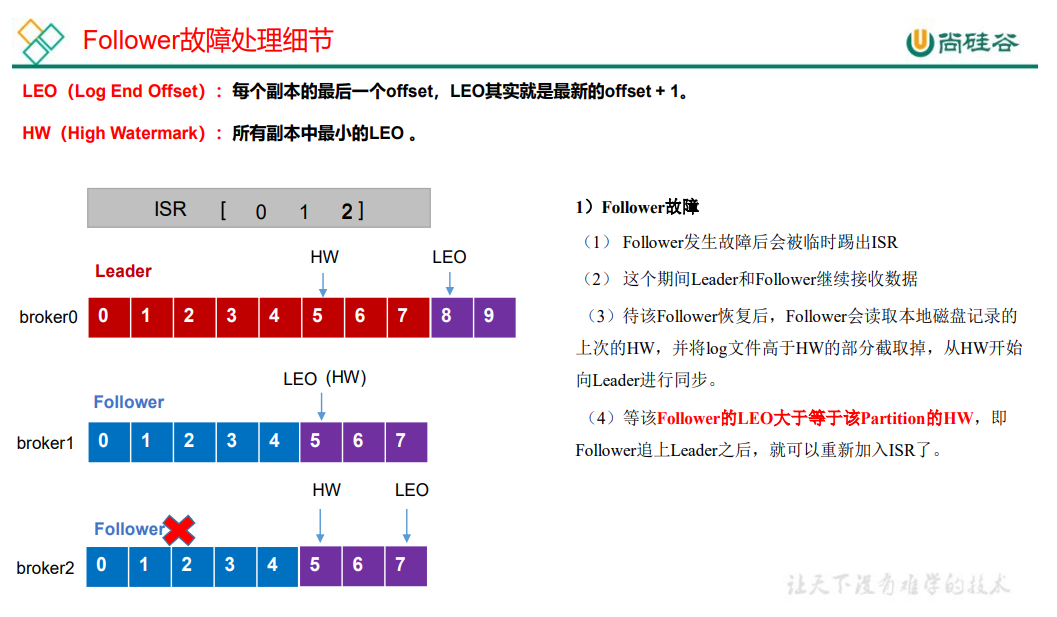 Follower故障处理细节
尚硅谷
LEO（Log End Offset）：每个副本的最后一个offset，LEO其实就是最新的offset + 1。
HW（High Watermark）：所有副本中最小的LEO 。
ISR [ 0 1 2 ]
HW LEO
Leader
broker0 0 1 2 3 4 5 6 7 8 9
LEO (HW)
Follower
broker1 0 1 2 3 4 5 6 7
HW LEO
Follower
broker2 0 1 2 3 4 5 6 7
1）Follower故障
（1） Follower发生故障后会被临时踢出ISR
（2） 这个期间Leader和Follower继续接收数据
（3）待该Follower恢复后，Follower会读取本地磁盘记录的
上次的HW，并将log文件高于HW的部分截取掉，从HW开始
向Leader进行同步。
（4）等该Follower的LEO大于等于该Partition的HW，即
Follower追上Leader之后，就可以重新加入ISR了。
让天下没有难学的技术